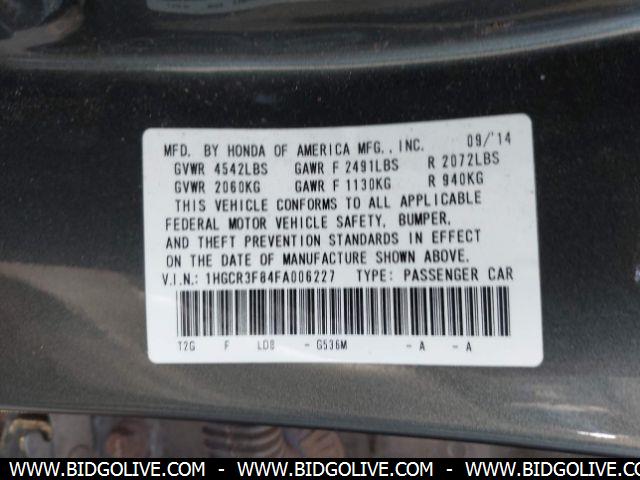 MFD. BY HONDA OF AMERICA MFG., INC. 09/'14
GVWR 4542LBS GAWR F 2491LBS R 2072LBS
GVWR 2060KG GAWR F 1130KG R 940KG
THIS VEHICLE CONFORMS TO ALL APPLICABLE
FEDERAL MOTOR VEHICLE SAFETY, BUMPER,
AND THEFT PREVENTION STANDARDS IN EFFECT
ON THE DATE OF MANUFACTURE SHOWN ABOVE.
V.I.N.: 1HGCR3F84FA006227 TYPE: PASSENGER CAR
T2G F LDB - G536M - A - A
WWW.BIDGOLIVE.COM - WWW.BIDGOLIVE.COM - WWW.BIDGOLIVE.COM